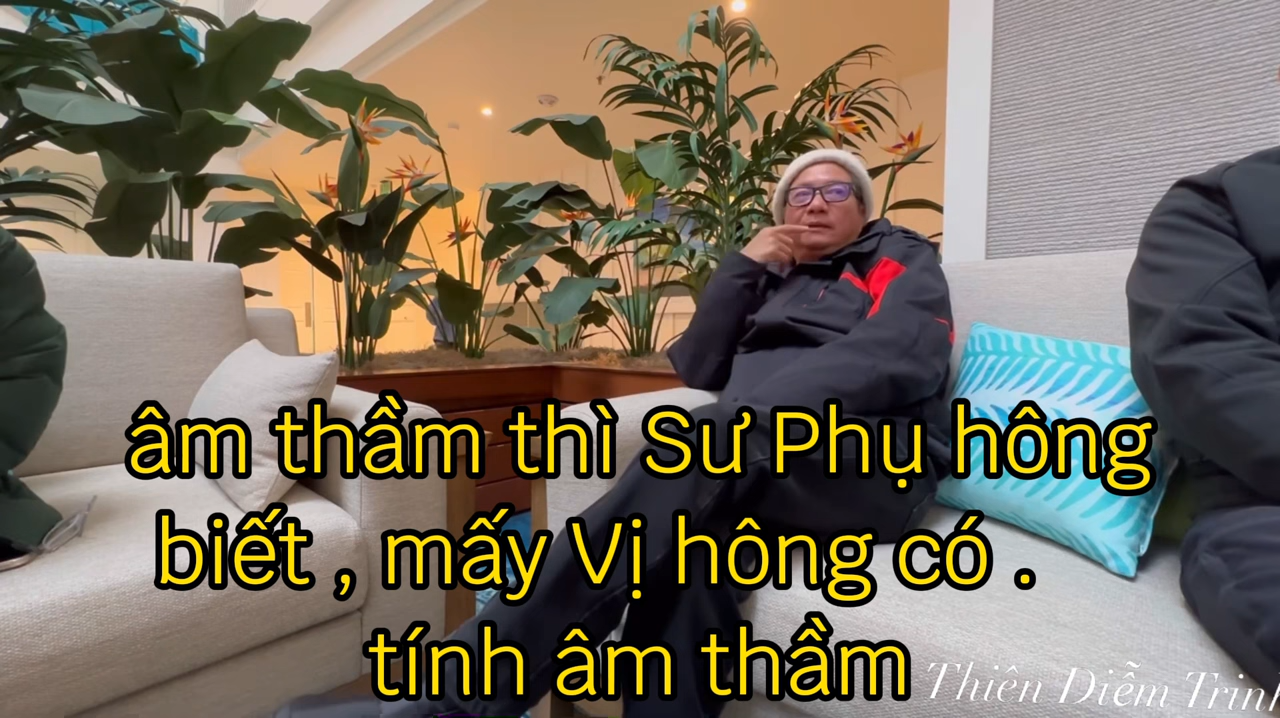 âm thầm thì Sư Phụ hông
biết , mấy Vị hông có .
tính âm thầm
Thiên Diễm Trinh